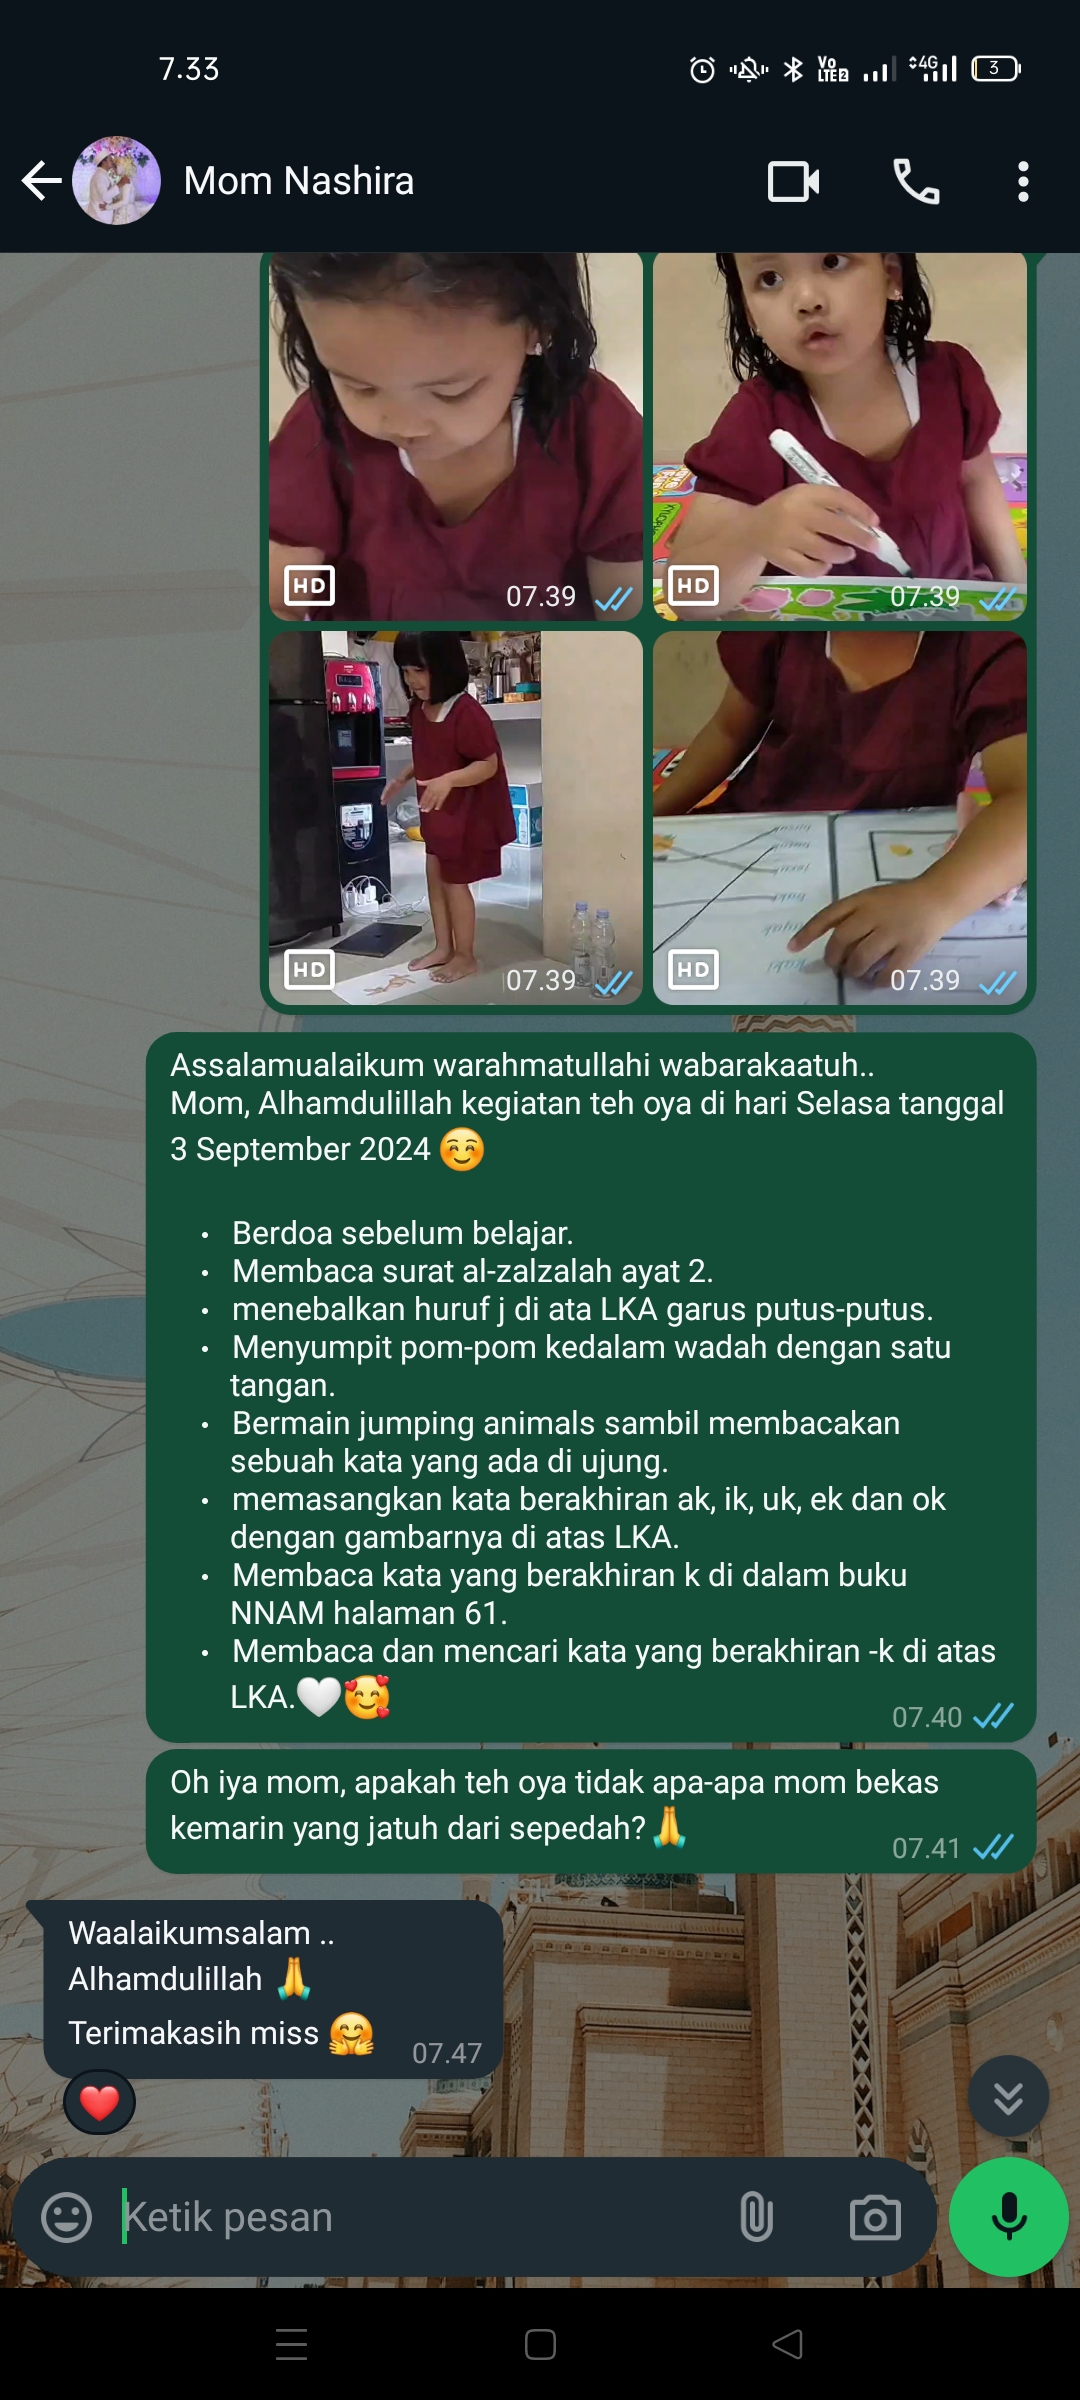 7.33
Vo
LTE2
4G
3
Mom Nashira
HD
07.39
HD
07.39
HD
07.39
HD
07.39
Assalamualaikum warahmatullahi wabarakaatuh..
Mom, Alhamdulillah kegiatan teh oya di hari Selasa tanggal
3 September 2024 ☺️
• Berdoa sebelum belajar.
• Membaca surat al-zalzalah ayat 2.
• menebalkan huruf j di ata LKA garus putus-putus.
• Menyumpit pom-pom kedalam wadah dengan satu
tangan.
• Bermain jumping animals sambil membacakan
sebuah kata yang ada di ujung.
• memasangkan kata berakhiran ak, ik, uk, ek dan ok
dengan gambarnya di atas LKA.
• Membaca kata yang berakhiran k di dalam buku
NNAM halaman 61.
• Membaca dan mencari kata yang berakhiran -k di atas
LKA.🤍🥰
07.40
Oh iya mom, apakah teh oya tidak apa-apa mom bekas
kemarin yang jatuh dari sepedah?🙏
07.41
Waalaikumsalam ..
Alhamdulillah 🙏
Terimakasih miss 🤗
07.47
Ketik pesan